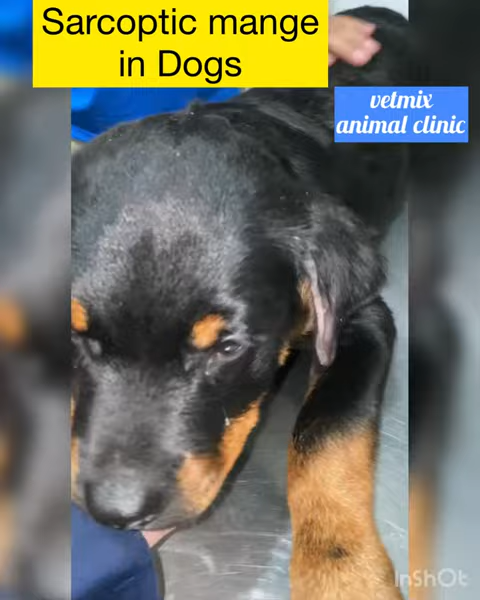 Sarcoptic mange
in Dogs
vetmix
animal clinic
InShOt